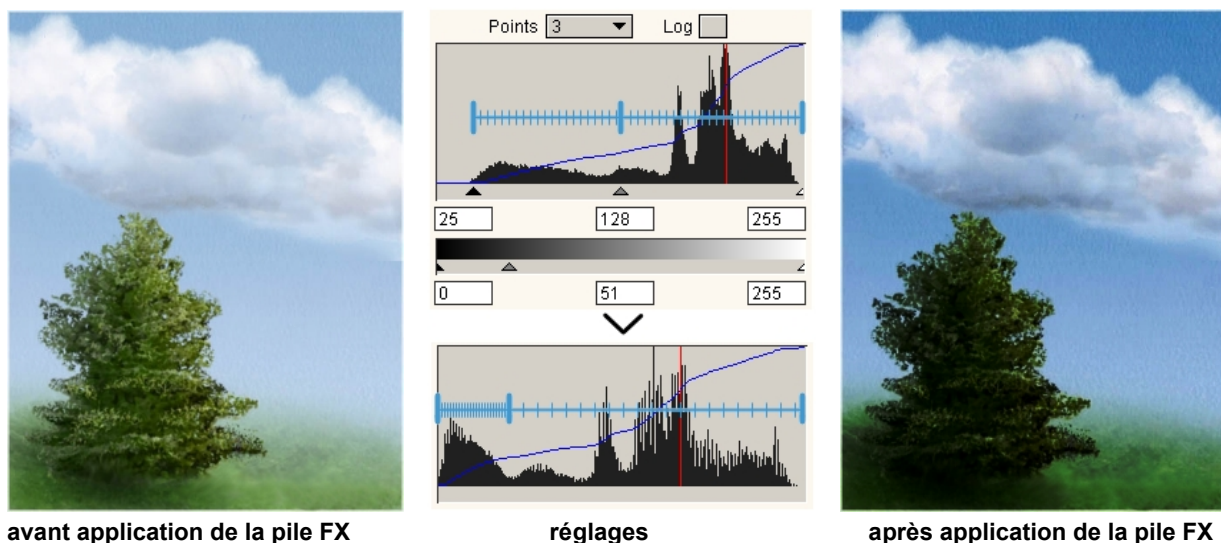 Points 3 Log
25 128 255
0 51 255
avant application de la pile FX réglages après application de la pile FX